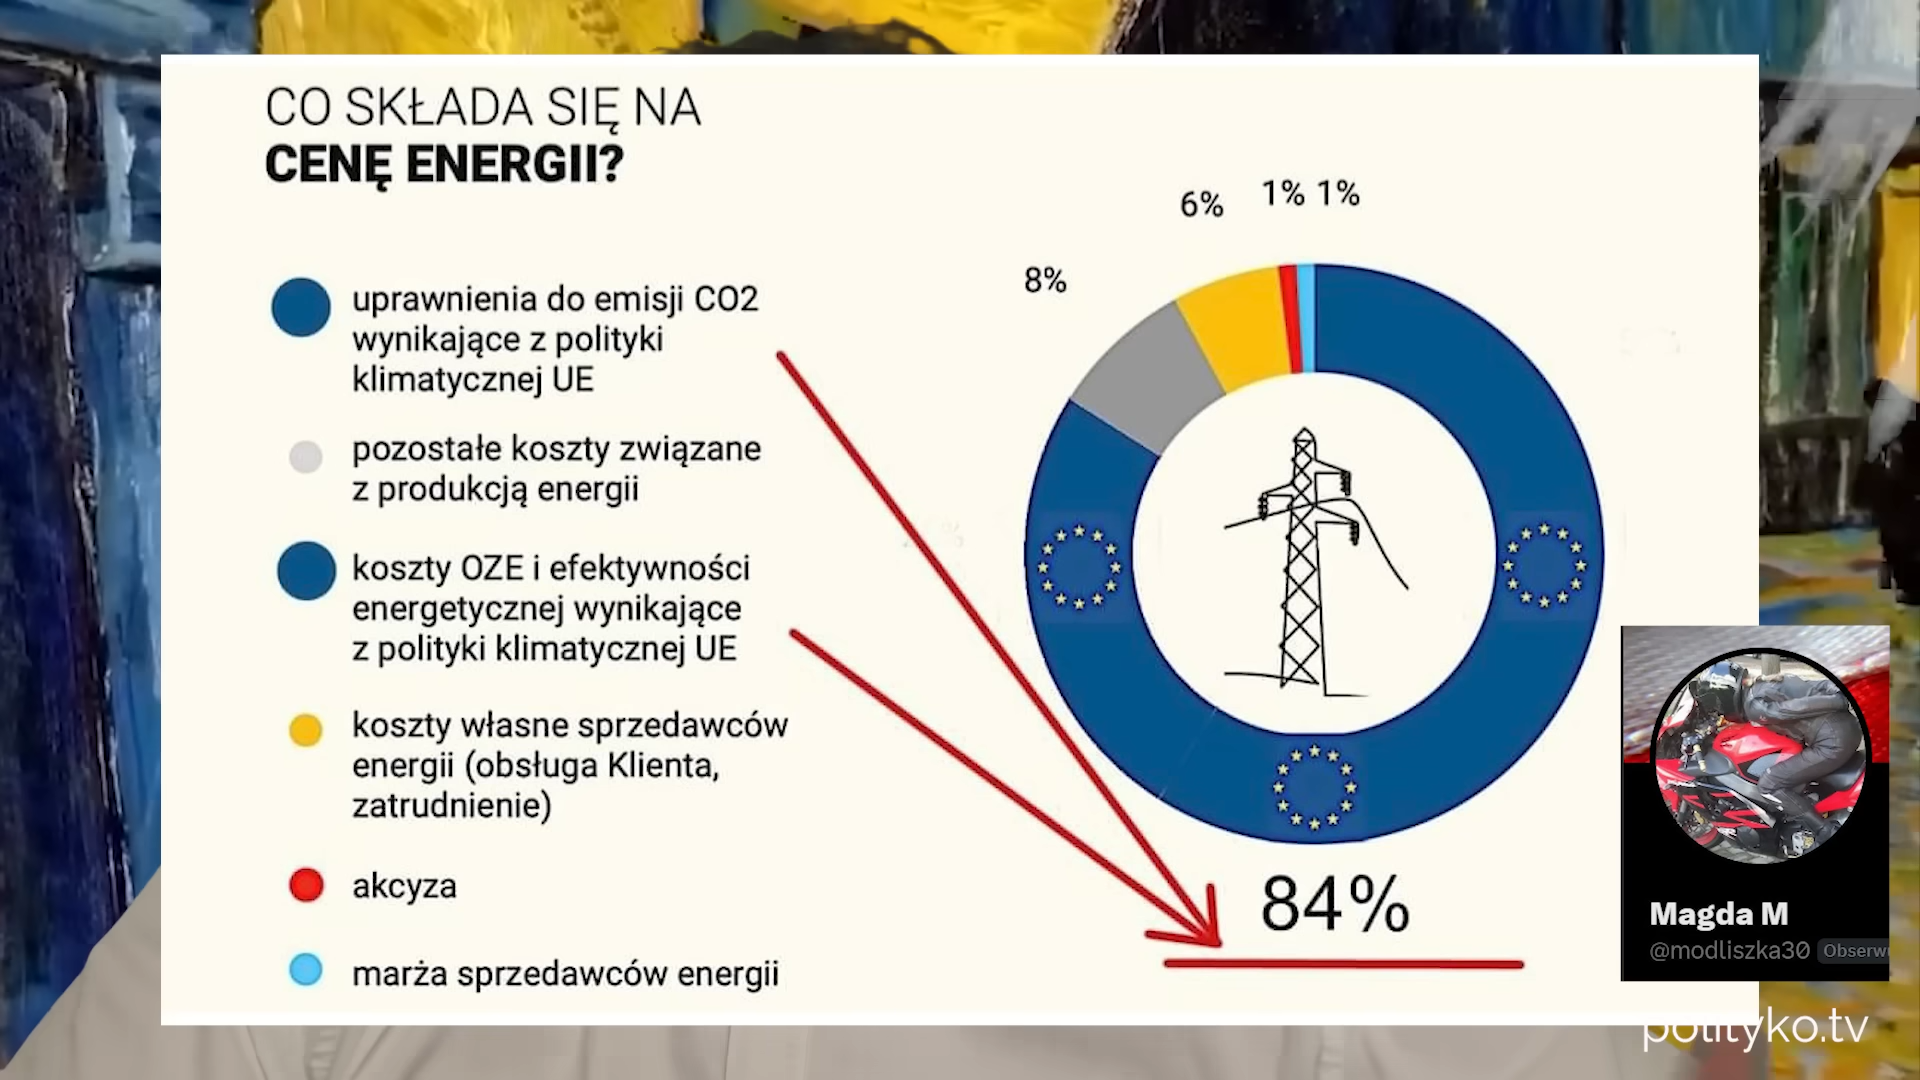 CO SKŁADA SIĘ NA
CENĘ ENERGII?
uprawnienia do emisji CO2
wynikające z polityki
klimatycznej UE
pozostałe koszty związane
z produkcją energii
koszty OZE i efektywności
energetycznej wynikające
z polityki klimatycznej UE
koszty własne sprzedawców
energii (obsługa Klienta,
zatrudnienie)
akcyza
marża sprzedawców energii
8%
6%
1% 1%
84%
Magda M
@modliszka30 Obserwu
polityko.tv